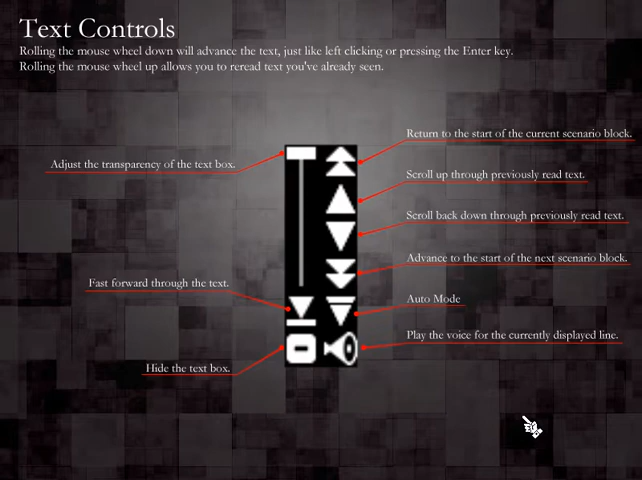 Text Controls
Rolling the mouse wheel down will advance the text, just like left clicking or pressing the Enter key.
Rolling the mouse wheel up allows you to reread text you've already seen.
Return to the start of the current scenario block.
Adjust the transparency of the text box.
Scroll up through previously read text.
Scroll back down through previously read text.
Advance to the start of the next scenario block.
Fast forward through the text.
Auto Mode
Play the voice for the currently displayed line.
Hide the text box.